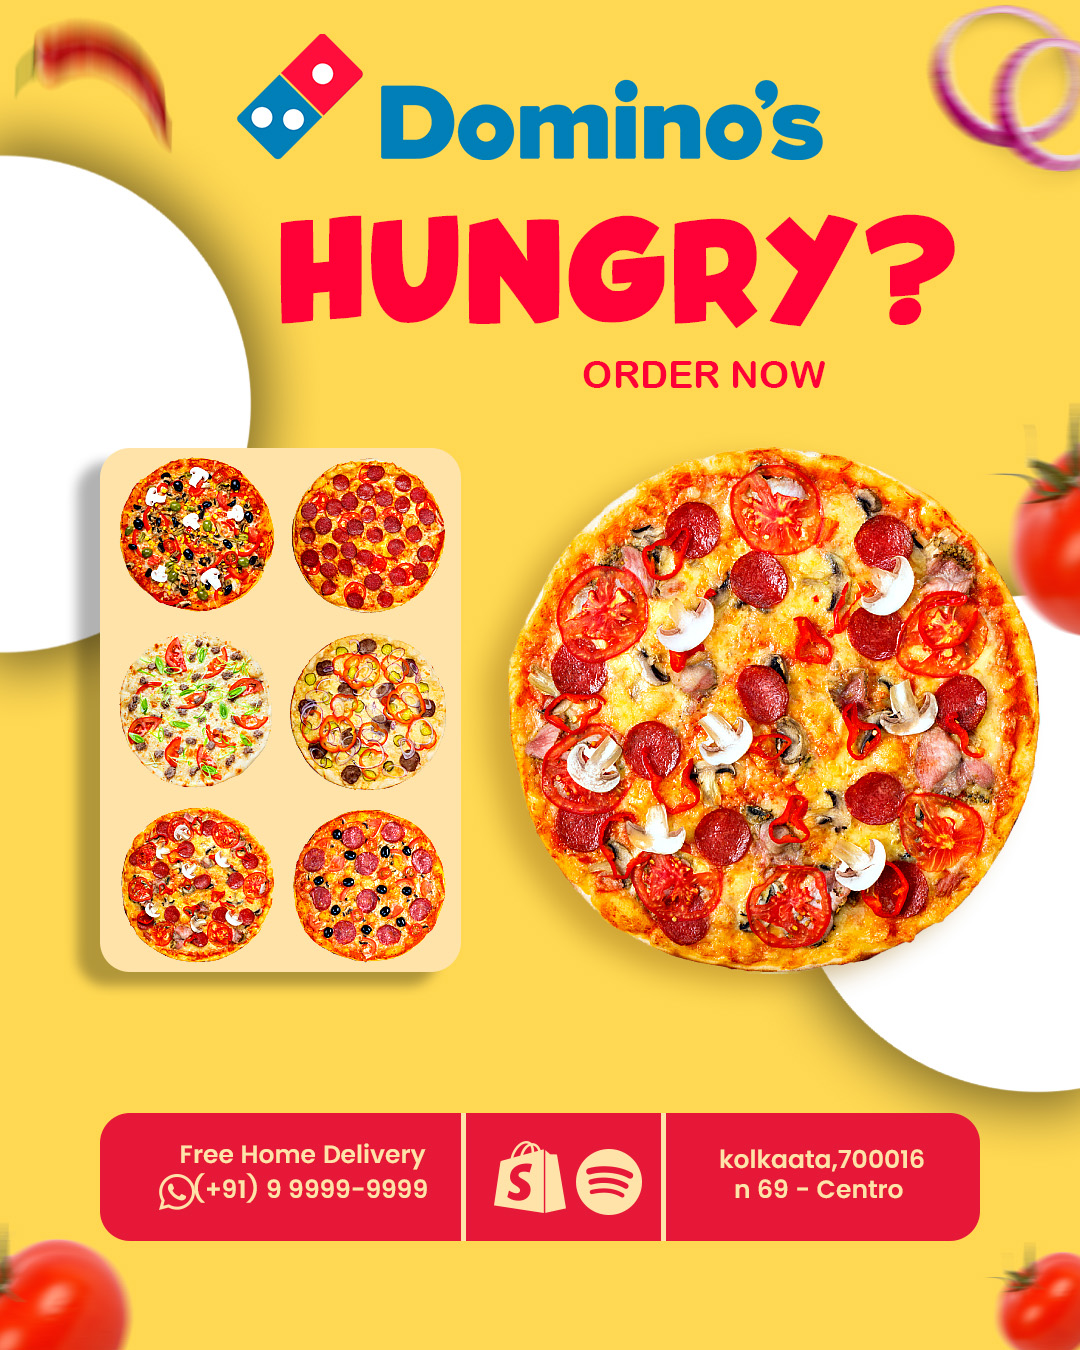 Domino's
HUNGRY?
ORDER NOW
Free Home Delivery
(+91) 9 9999-9999
S
kolkaata,700016
n 69 - Centro